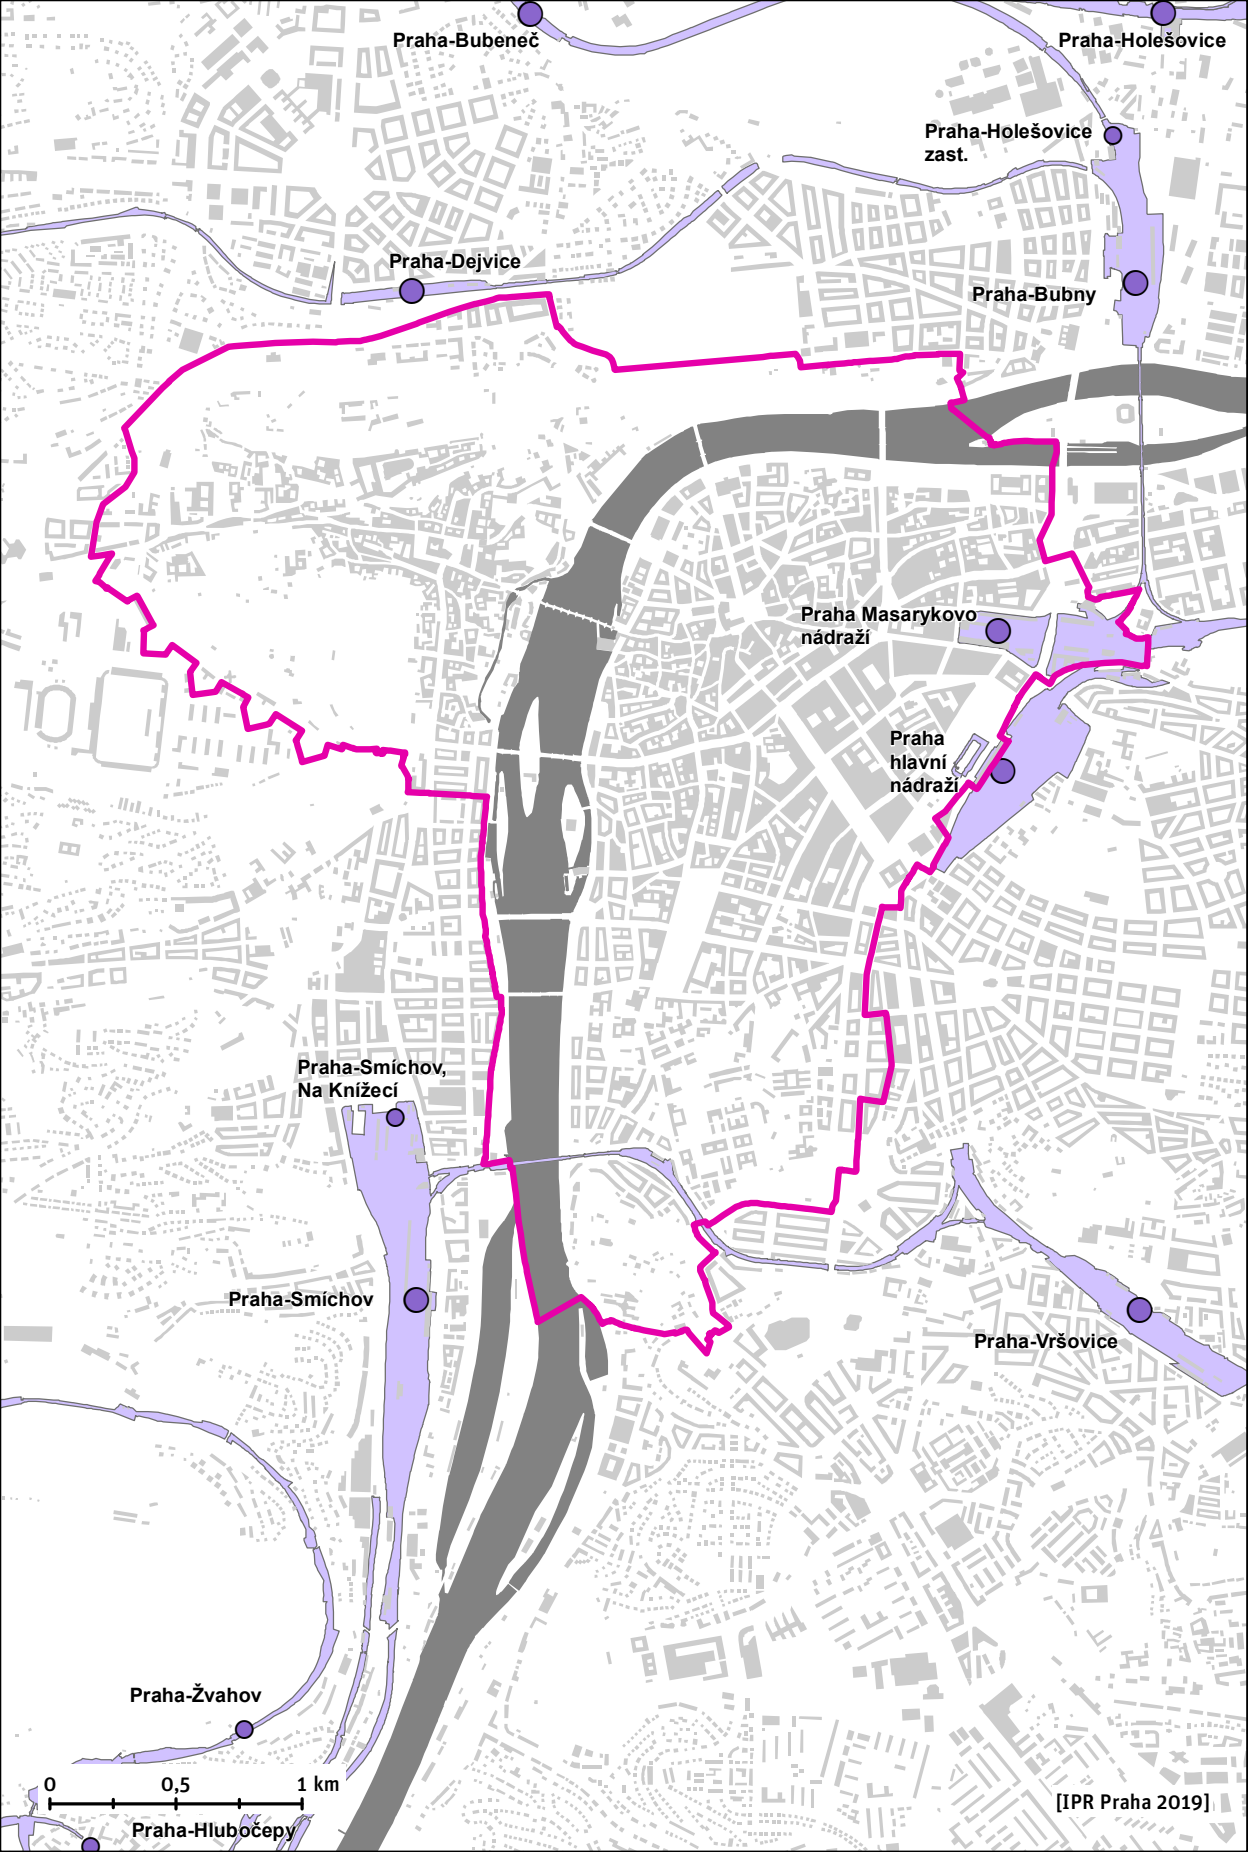 Praha-Bubeneč
Praha-Holešovice
Praha-Holešovice
zast.
Praha-Dejvice
Praha-Bubny
Praha Masarykovo
nádraží
Praha
hlavní
nádraží
Praha-Smíchov,
Na Knížecí
Praha-Smíchov
Praha-Vršovice
Praha-Žvahov
0 0,5 1 km
[IPR Praha 2019]
Praha-Hlubočepy